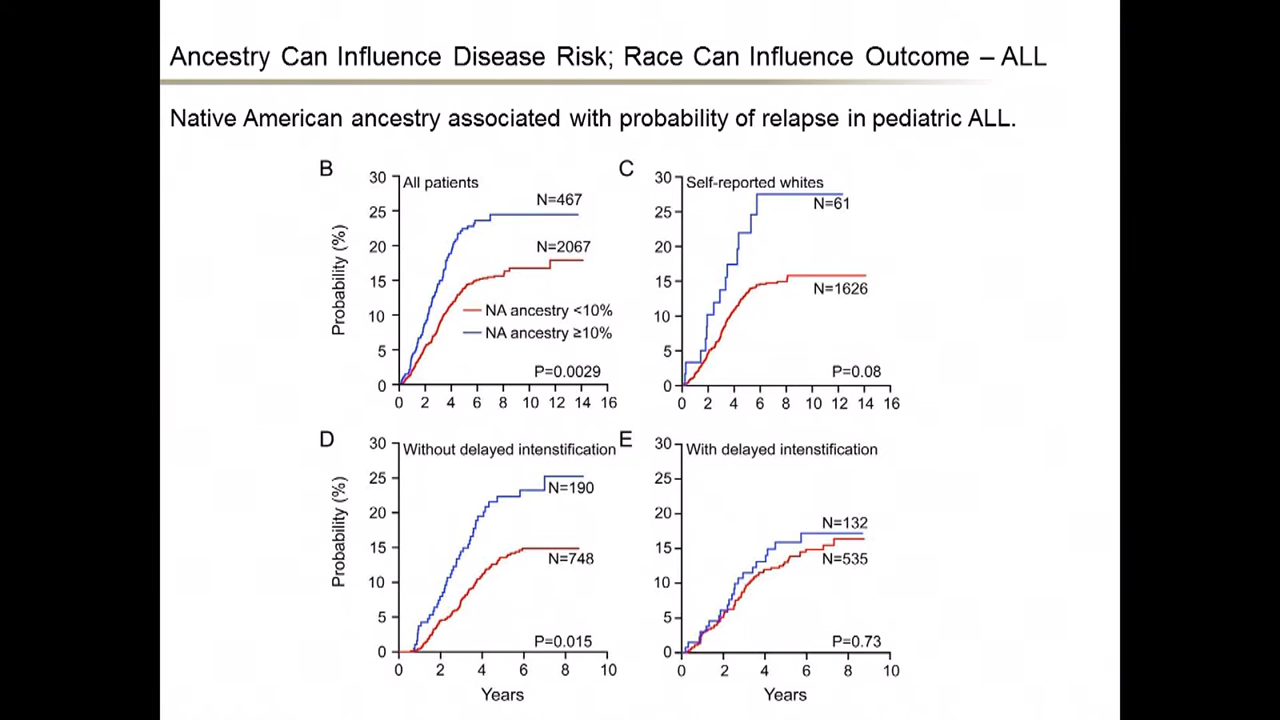 Ancestry Can Influence Disease Risk; Race Can Influence Outcome – ALL
Native American ancestry associated with probability of relapse in pediatric ALL.
B
All patients
Probability (%)
30
25
20
15
10
5
0
N=467
N=2067
NA ancestry <10%
NA ancestry ≥10%
P=0.0029
0 2 4 6 8 10 12 14 16
C
Self-reported whites
30
25
20
15
10
5
0
N=61
N=1626
P=0.08
0 2 4 6 8 10 12 14 16
D
Without delayed intenstification
Probability (%)
30
25
20
15
10
5
0
N=190
N=748
P=0.015
0 2 4 6 8 10
Years
E
With delayed intenstification
30
25
20
15
10
5
0
N=132
N=535
P=0.73
0 2 4 6 8 10
Years